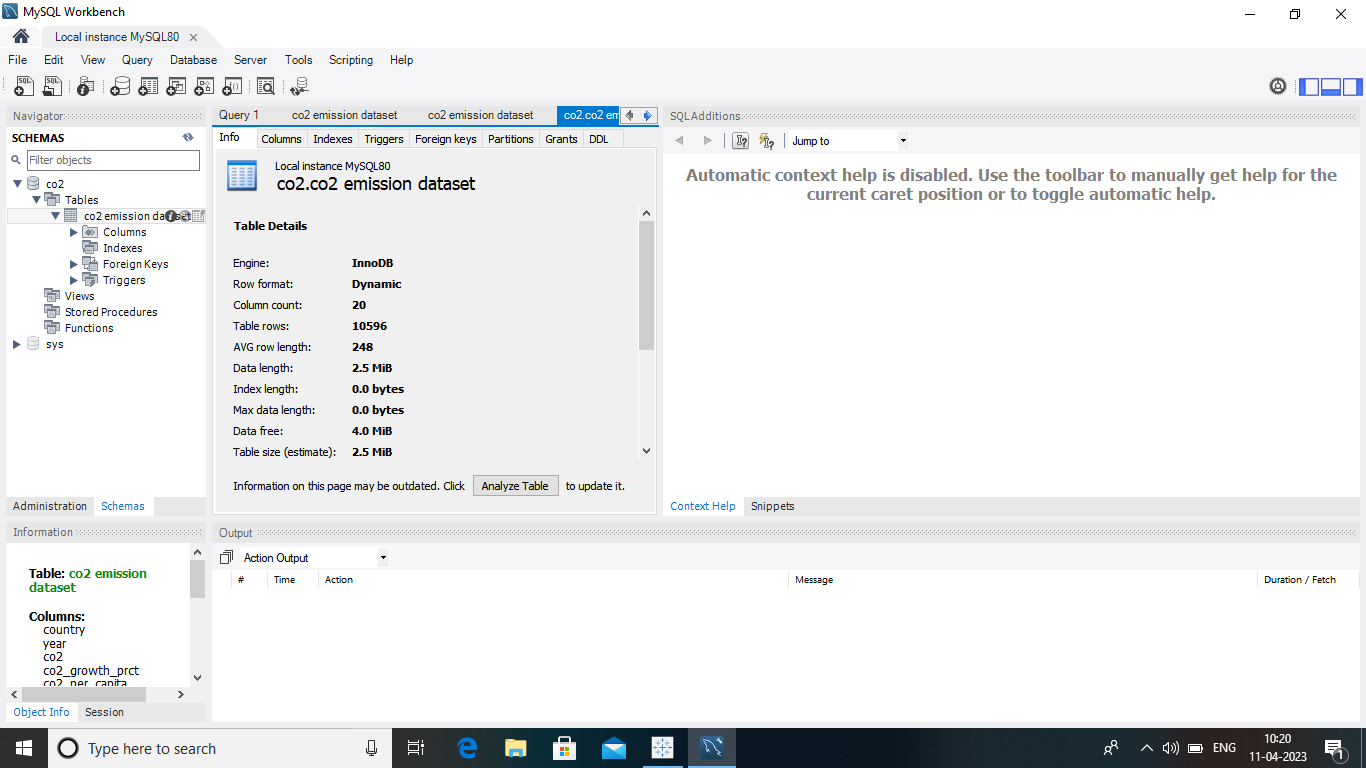 MySQL Workbench
Local instance MySQL80
File Edit View Query Database Server Tools Scripting Help
Navigator
SCHEMAS
Filter objects
co2
Tables
co2 emission dataset
Columns
Indexes
Foreign Keys
Triggers
Views
Stored Procedures
Functions
sys
Administration Schemas
Query 1 co2 emission dataset co2 emission dataset co2.co2 em
Info Columns Indexes Triggers Foreign keys Partitions Grants DDL
Local instance MySQL80
co2.co2 emission dataset
Table Details
Engine: InnoDB
Row format: Dynamic
Column count: 20
Table rows: 10596
AVG row length: 248
Data length: 2.5 MiB
Index length: 0.0 bytes
Max data length: 0.0 bytes
Data free: 4.0 MiB
Table size (estimate): 2.5 MiB
Information on this page may be outdated. Click Analyze Table to update it.
SQLAdditions
Jump to
Automatic context help is disabled. Use the toolbar to manually get help for the
current caret position or to toggle automatic help.
Context Help Snippets
Information
Table: co2 emission
dataset
Columns:
country
year
co2
co2_growth_prct
co2_per_capita
Object Info Session
Output
Action Output
# Time Action Message Duration / Fetch
Type here to search
ENG
10:20
11-04-2023
1